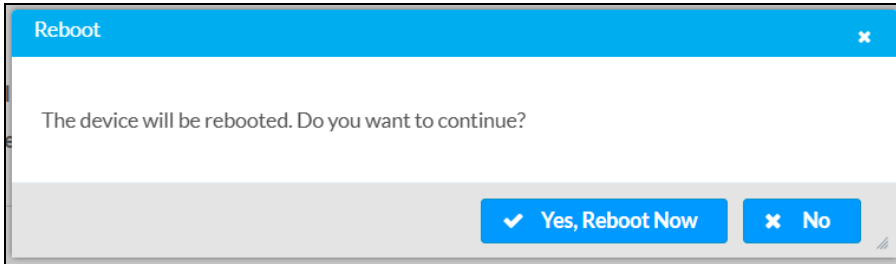 Reboot
The device will be rebooted. Do you want to continue?
Yes, Reboot Now
No